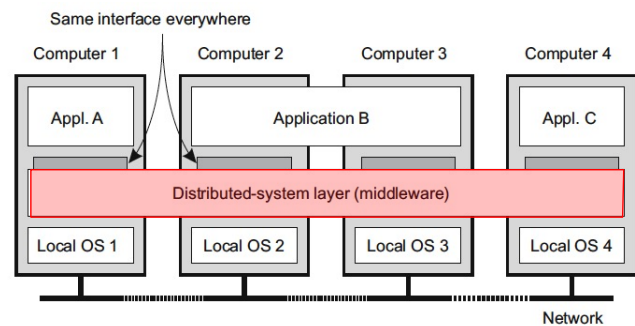 Same interface everywhere
Computer 1
Computer 2
Computer 3
Computer 4
Appl. A
Application B
Appl. C
Distributed-system layer (middleware)
Local OS 1
Local OS 2
Local OS 3
Local OS 4
Network